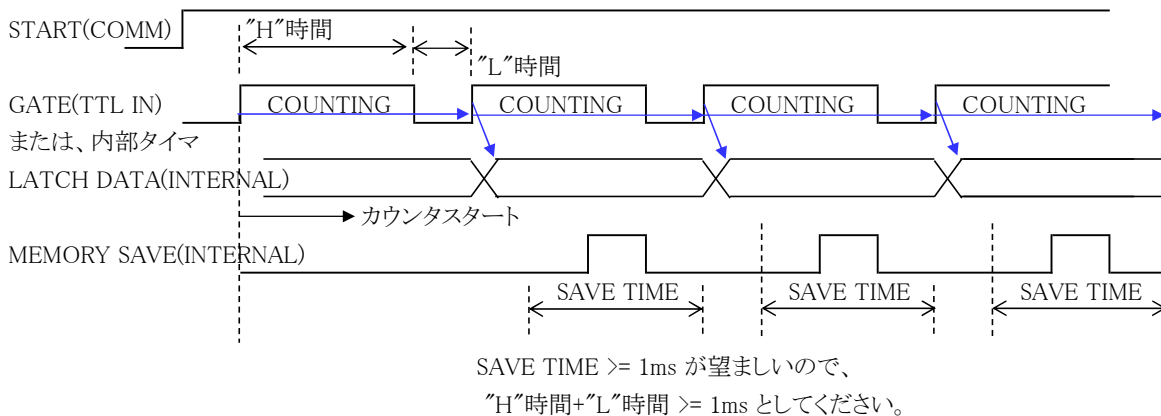 START(COMM)
"H"時間
"L"時間
GATE(TTL IN)
COUNTING COUNTING COUNTING COUNTING
または、内部タイマ
LATCH DATA(INTERNAL)
カウンタスタート
MEMORY SAVE(INTERNAL)
SAVE TIME SAVE TIME SAVE TIME
SAVE TIME >= 1ms が望ましいので、
"H"時間+"L"時間 >= 1ms としてください。